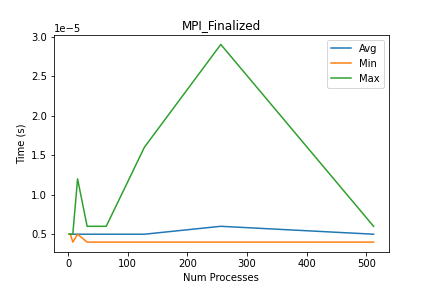 MPI_Finalized
1e−5
3.0
2.5
2.0
1.5
1.0
0.5
Time (s)
Avg
Min
Max
0 100 200 300 400 500
Num Processes